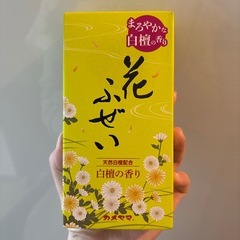 まろやかな
白檀の香り
花
ふぜい
天然白檀配合
白檀の香り
カメヤマ